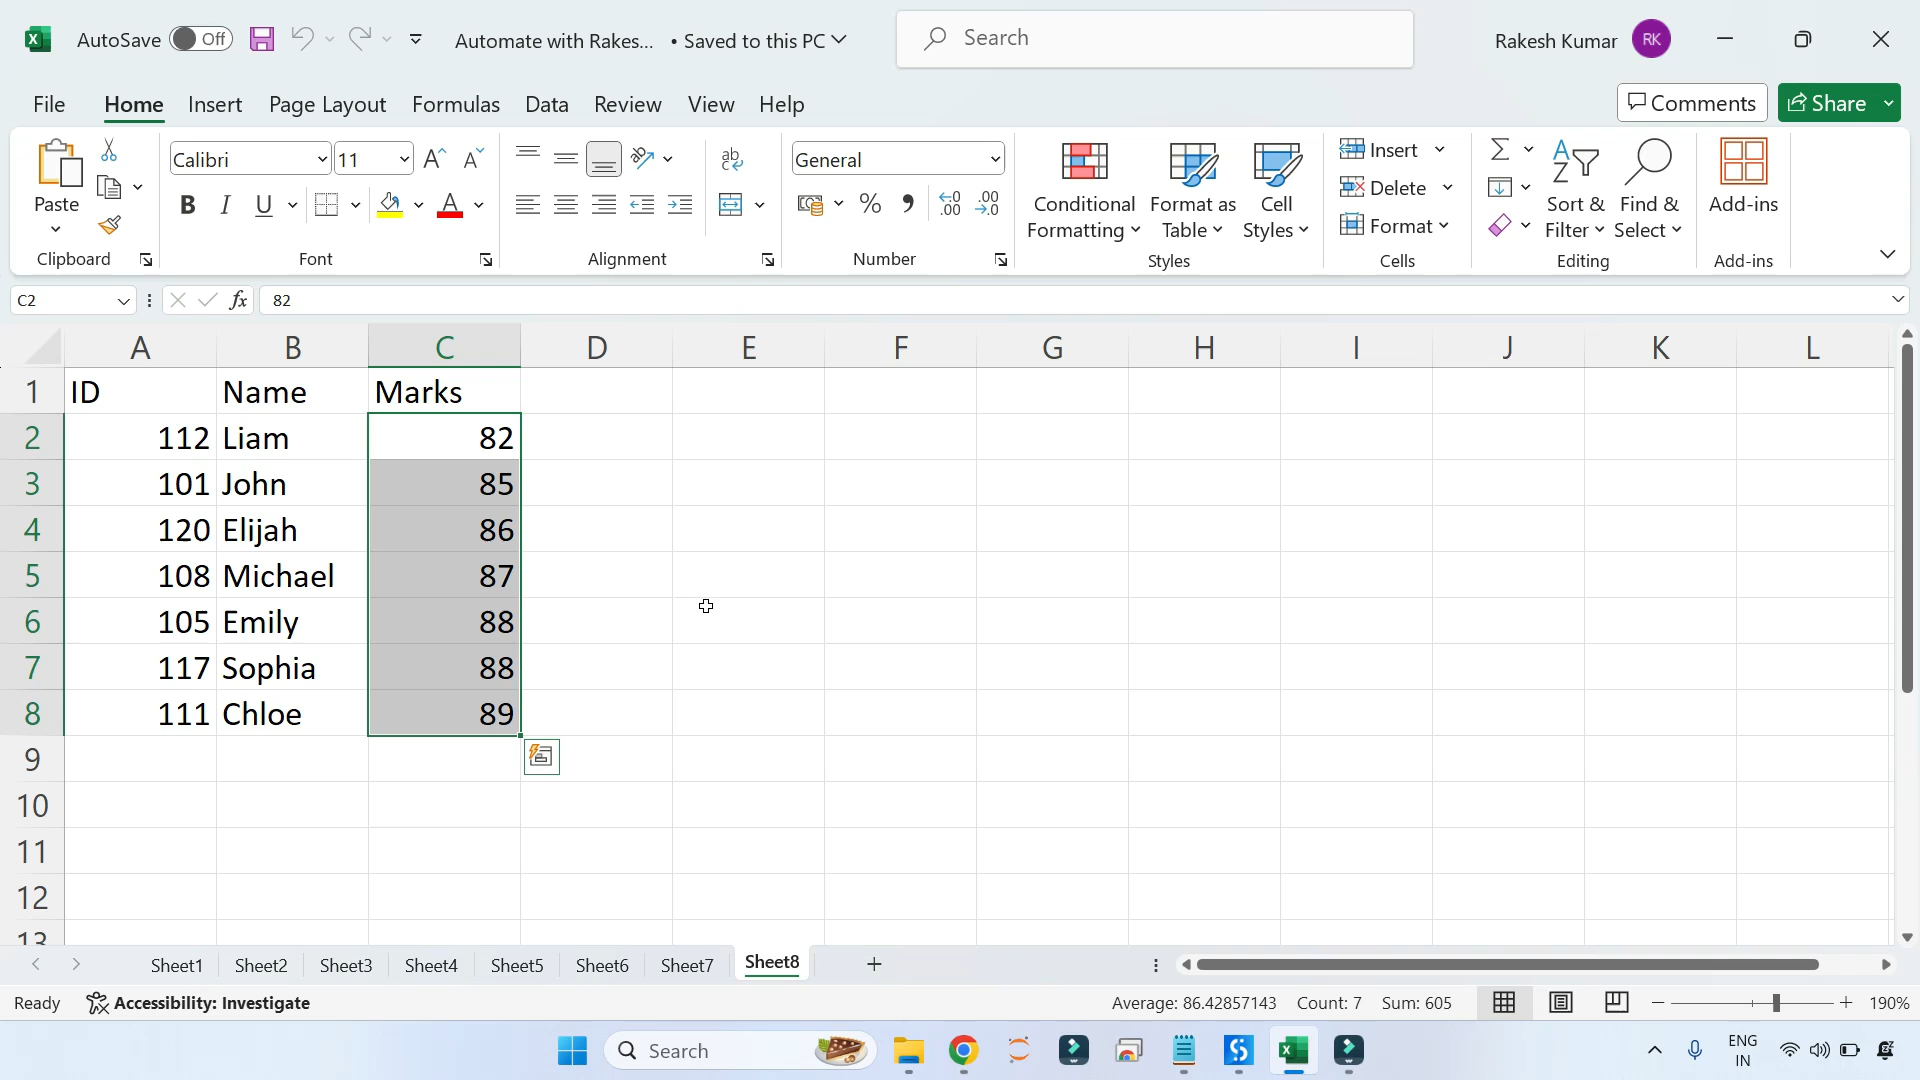 AutoSave Off Automate with Rakes... • Saved to this PC Search Rakesh Kumar RK
File Home Insert Page Layout Formulas Data Review View Help Comments Share
Paste Calibri 11 General Conditional Formatting Format as Table Cell Styles Insert Delete Format Sort & Filter Find & Select Add-ins
Clipboard Font Alignment Number Styles Cells Editing Add-ins
C2 fx 82
A B C D E F G H I J K L
1 ID Name Marks
2 112 Liam 82
3 101 John 85
4 120 Elijah 86
5 108 Michael 87
6 105 Emily 88
7 117 Sophia 88
8 111 Chloe 89
9
10
11
12
13
Sheet1 Sheet2 Sheet3 Sheet4 Sheet5 Sheet6 Sheet7 Sheet8
Ready Accessibility: Investigate Average: 86.42857143 Count: 7 Sum: 605 190%
Search ENG
IN